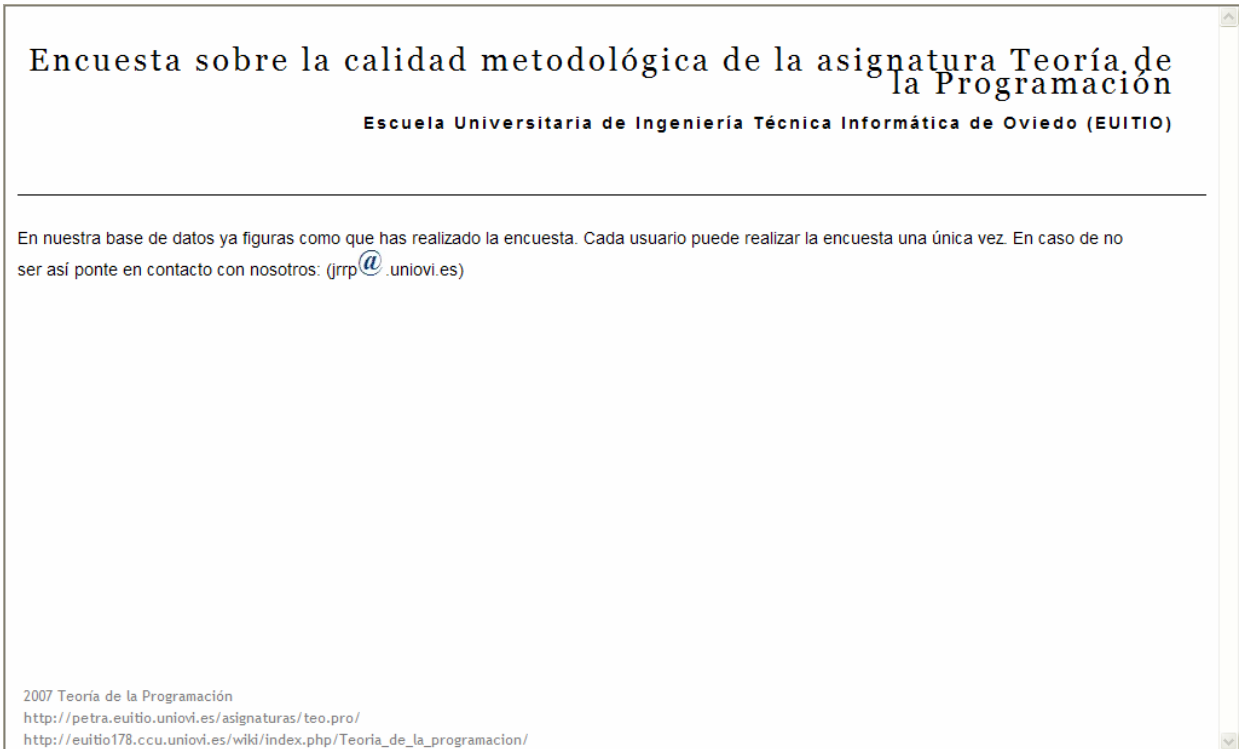 Encuesta sobre la calidad metodológica de la asignatura Teoría de
la Programación
Escuela Universitaria de Ingeniería Técnica Informática de Oviedo (EUITIO)
En nuestra base de datos ya figuras como que has realizado la encuesta. Cada usuario puede realizar la encuesta una única vez. En caso de no
ser así ponte en contacto con nosotros: (jrrp@.uniovi.es)
2007 Teoría de la Programación
http://petra.euitio.uniovi.es/asignaturas/teo.pro/
http://euitio178.ccu.uniovi.es/wiki/index.php/Teoria_de_la_programacion/